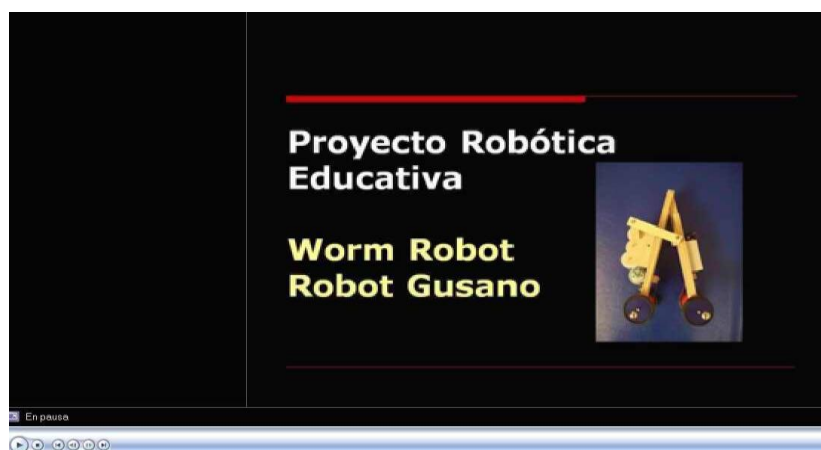 Proyecto Robótica
Educativa
Worm Robot
Robot Gusano
En pausa